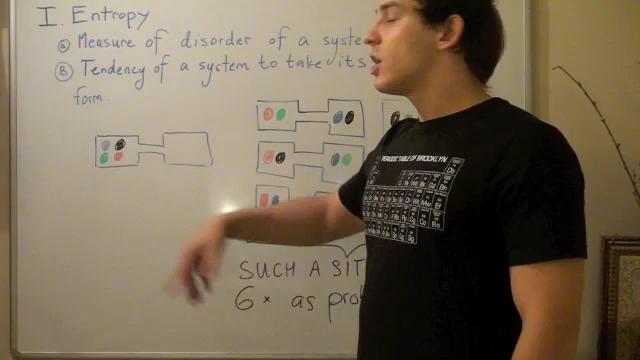 I. Entropy
Ⓐ Measure of disorder of a syste
Ⓑ Tendency of a system to take its
form.
SUCH A SIT
6 × as prob
PERIODIC TABLE OF BROOKLYN